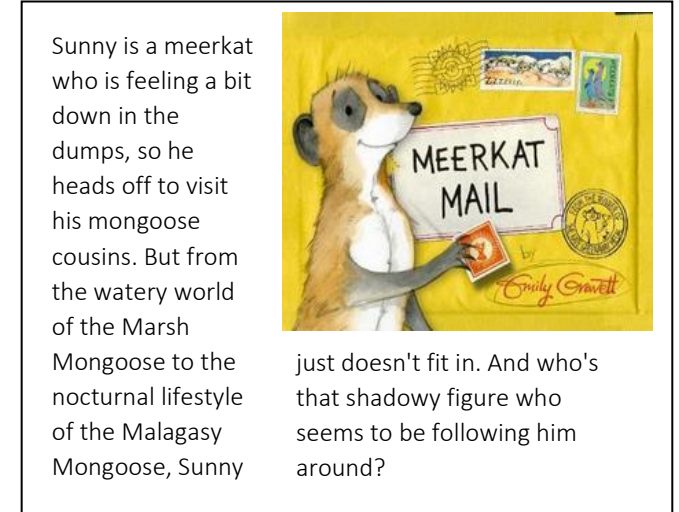 Sunny is a meerkat
who is feeling a bit
down in the
dumps, so he
heads off to visit
his mongoose
cousins. But from
the watery world
of the Marsh
Mongoose to the
nocturnal lifestyle
of the Malagasy
Mongoose, Sunny
just doesn't fit in. And who's
that shadowy figure who
seems to be following him
around?
MEERKAT
MAIL
by
Emily Gravett